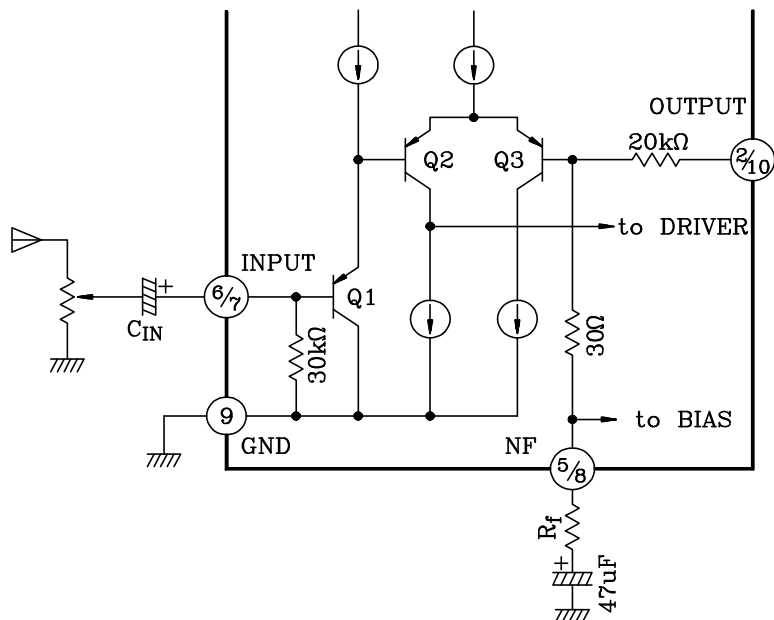 OUTPUT
20kΩ
2/10
Q2
Q3
to DRIVER
INPUT
6/7
Q1
+
CIN
30kΩ
30Ω
9
GND
NF
to BIAS
5/8
Rf
+
47uF